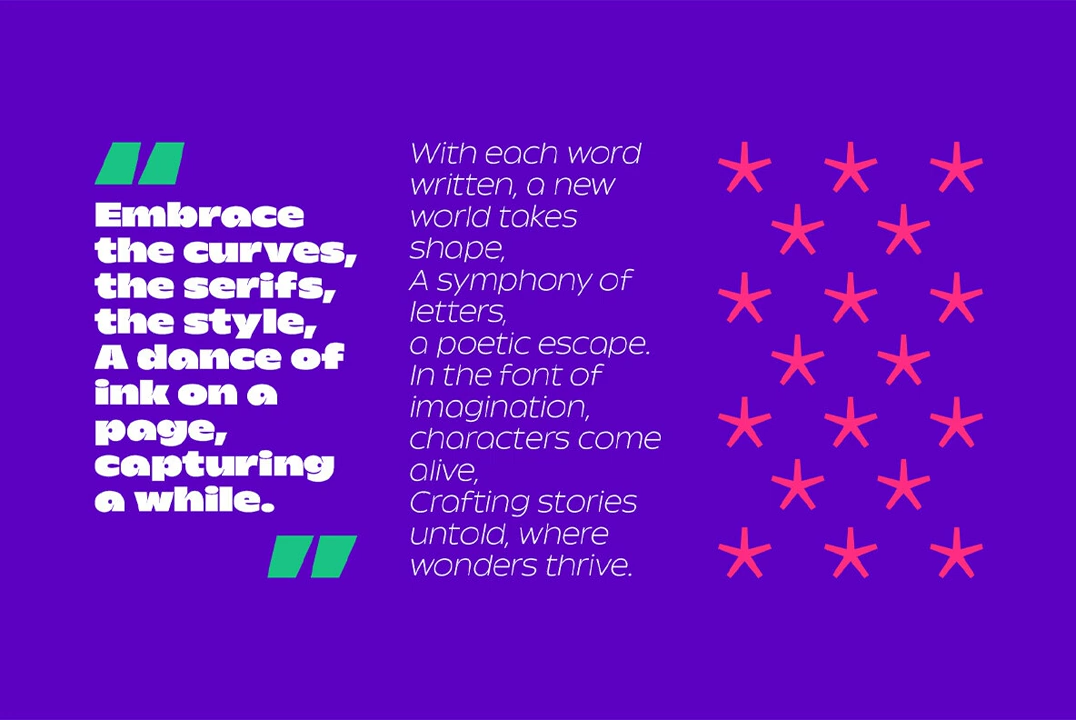 "
Embrace
the curves,
the serifs,
the style,
A dance of
ink on a
page,
capturing
a while.
"
With each word
written, a new
world takes
shape,
A symphony of
letters,
a poetic escape.
In the font of
imagination,
characters come
alive,
Crafting stories
untold, where
wonders thrive.
* * *
* *
* * *
* *
* * *
* *
* * *